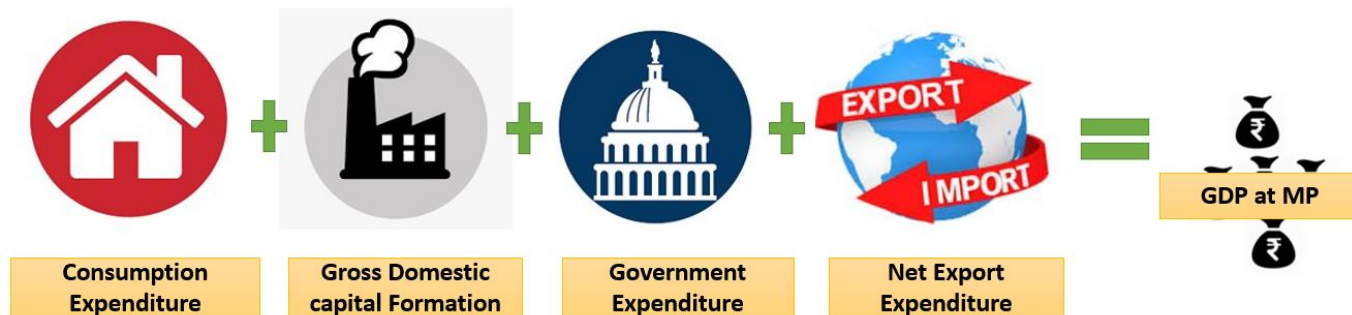 EXPORT
IMPORT
₹
GDP at MP
₹
Consumption
Expenditure
Gross Domestic
capital Formation
Government
Expenditure
Net Export
Expenditure